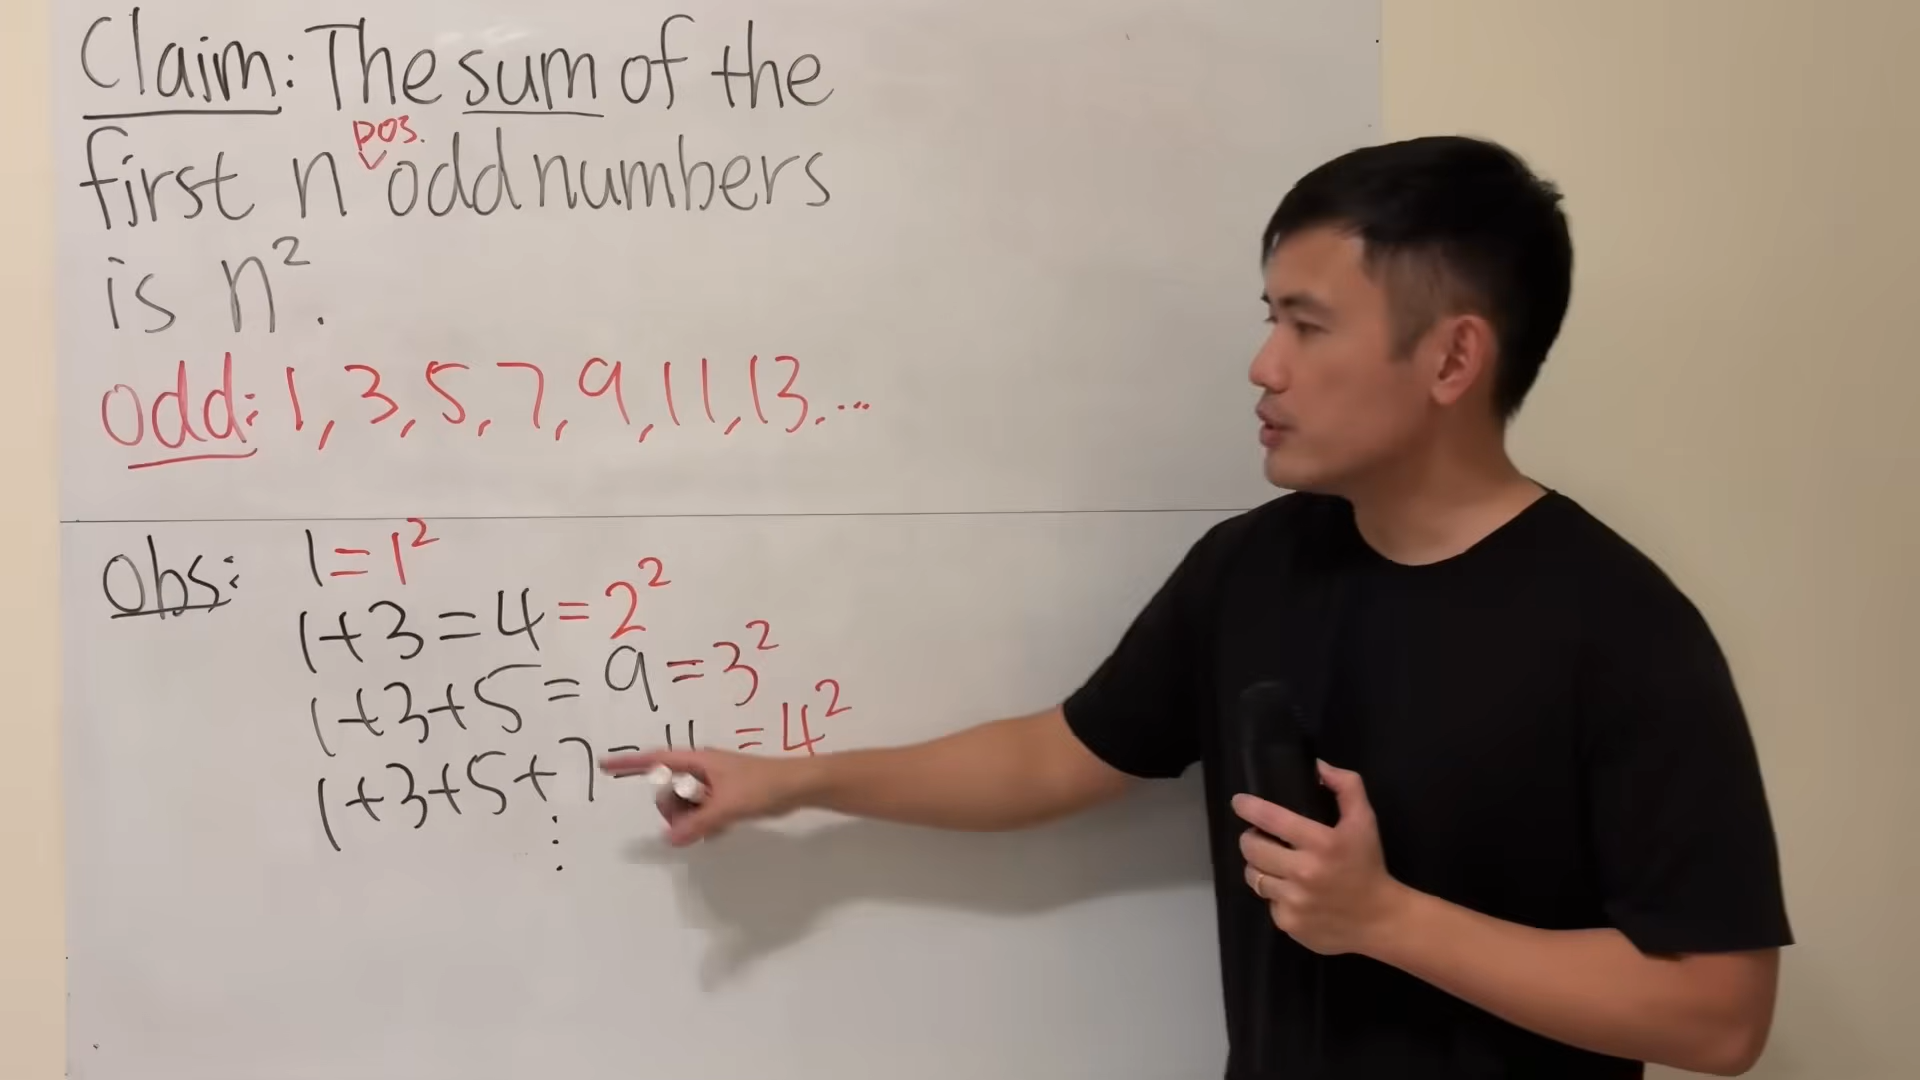 Claim: The sum of the
first n pos. odd numbers
is n².
odd: 1, 3, 5, 7, 9, 11, 13, ...
Obs: 1 = 1²
1+3 = 4 = 2²
1+3+5 = 9 = 3²
1+3+5+7 = = 4²
⋮